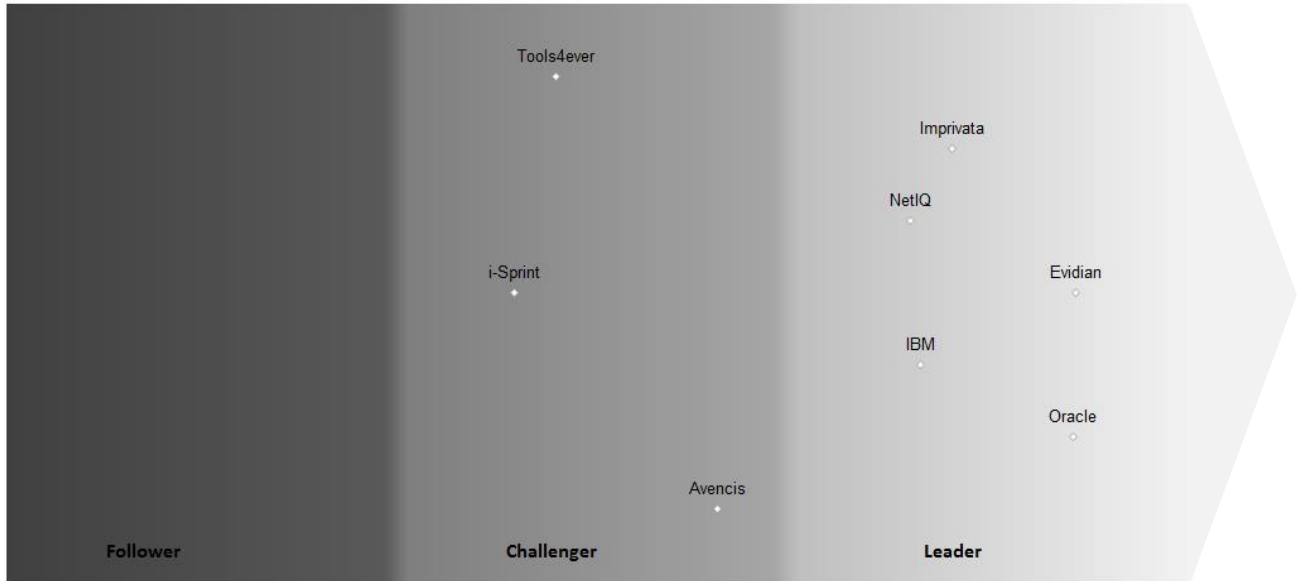 Tools4ever
Imprivata
NetIQ
i-Sprint
Evidian
IBM
Oracle
Avencis
Follower
Challenger
Leader